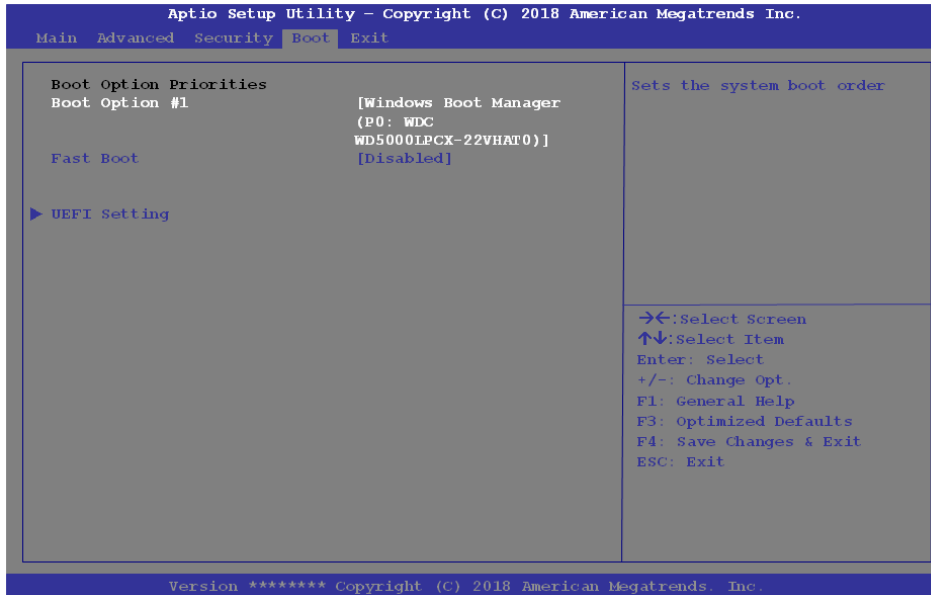 Aptio Setup Utility – Copyright (C) 2018 American Megatrends Inc.
Main Advanced Security Boot Exit
Boot Option Priorities
Boot Option #1 [Windows Boot Manager
(P0: WDC
WD5000LPCX-22VHAT0)]
Fast Boot [Disabled]
▶ UEFI Setting
Sets the system boot order
→←:Select Screen
↑↓:Select Item
Enter: Select
+/-: Change Opt.
F1: General Help
F3: Optimized Defaults
F4: Save Changes & Exit
ESC: Exit
Version ******** Copyright (C) 2018 American Megatrends. Inc.